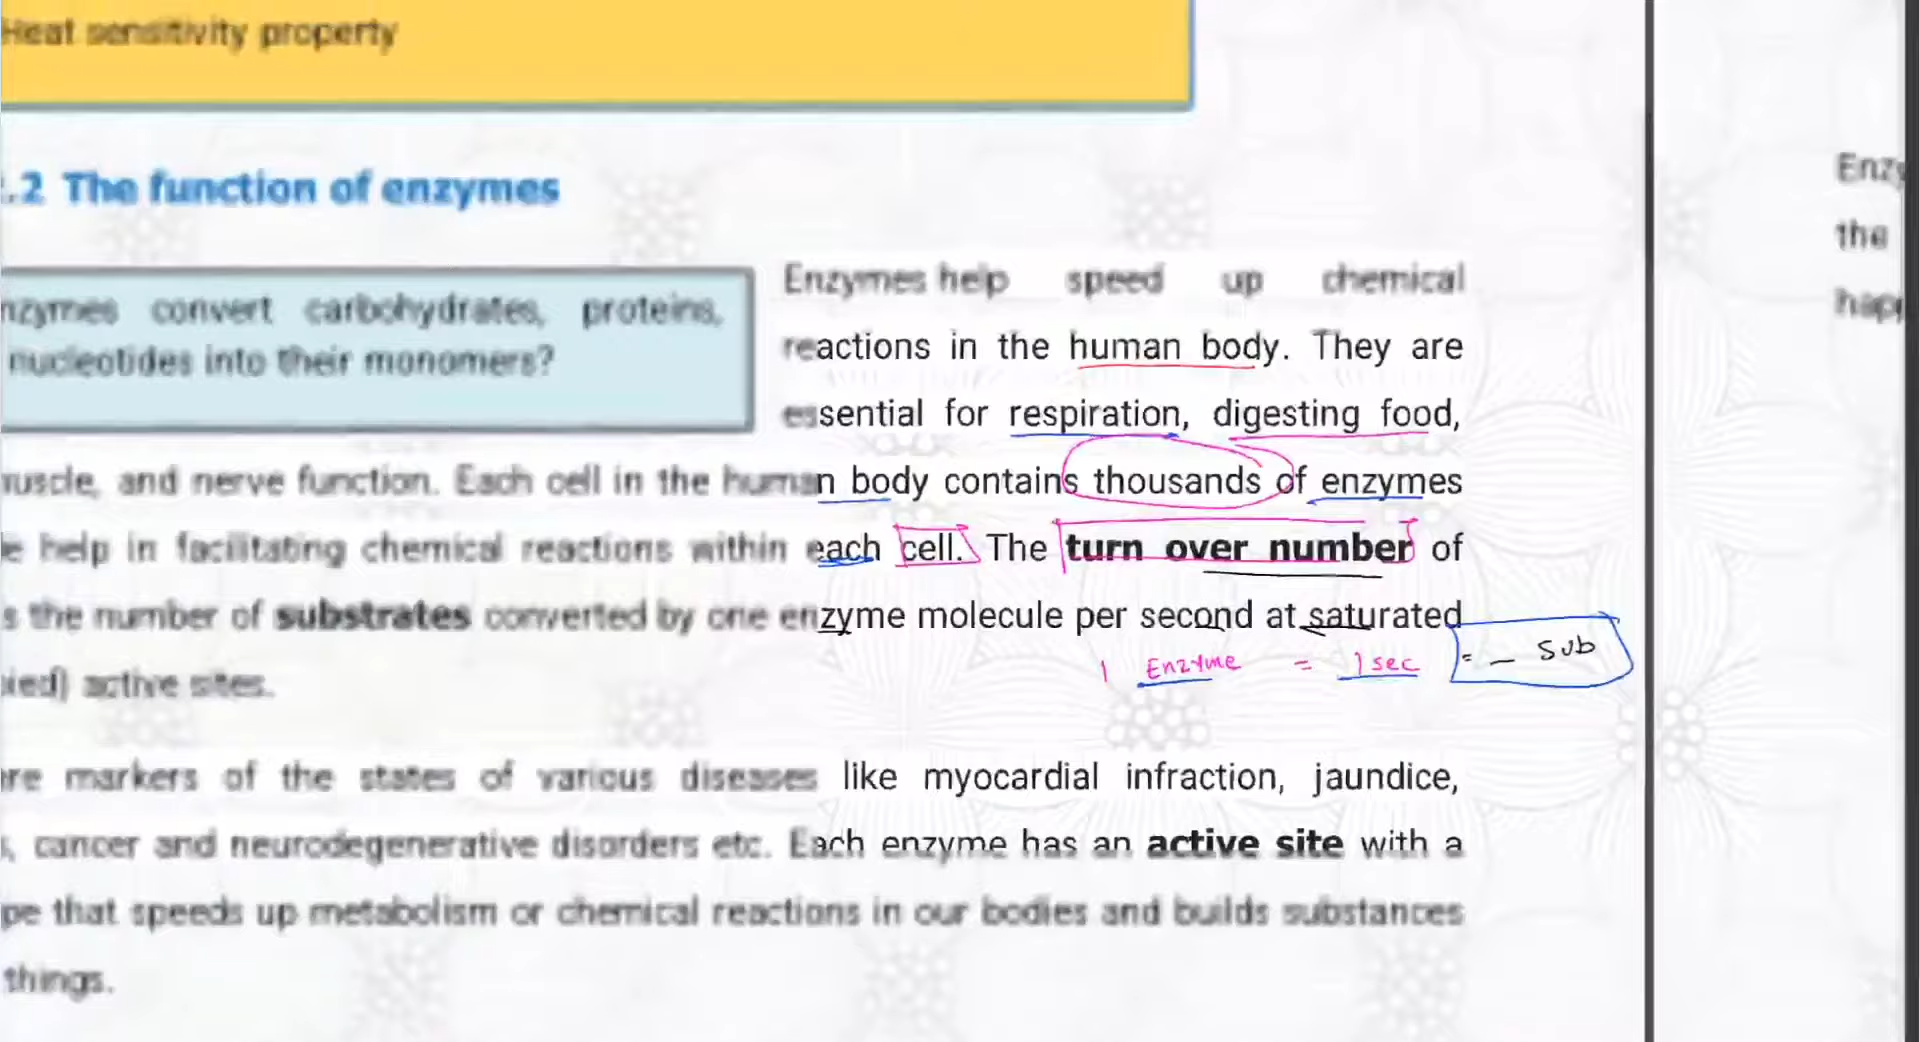 Heat sensitivity property
.2 The function of enzymes
nzymes convert carbohydrates, proteins,
nucleotides into their monomers?
Enzymes help speed up chemical
reactions in the human body. They are
essential for respiration, digesting food,
uscle, and nerve function. Each cell in the human body contains thousands of enzymes
e help in facilitating chemical reactions within each cell. The turn over number of
s the number of substrates converted by one enzyme molecule per second at saturated
1 Enzyme = 1 sec = _ Sub
ied) active sites.
re markers of the states of various diseases like myocardial infraction, jaundice,
, cancer and neurodegenerative disorders etc. Each enzyme has an active site with a
pe that speeds up metabolism or chemical reactions in our bodies and builds substances
things.
Enzy
the
hap